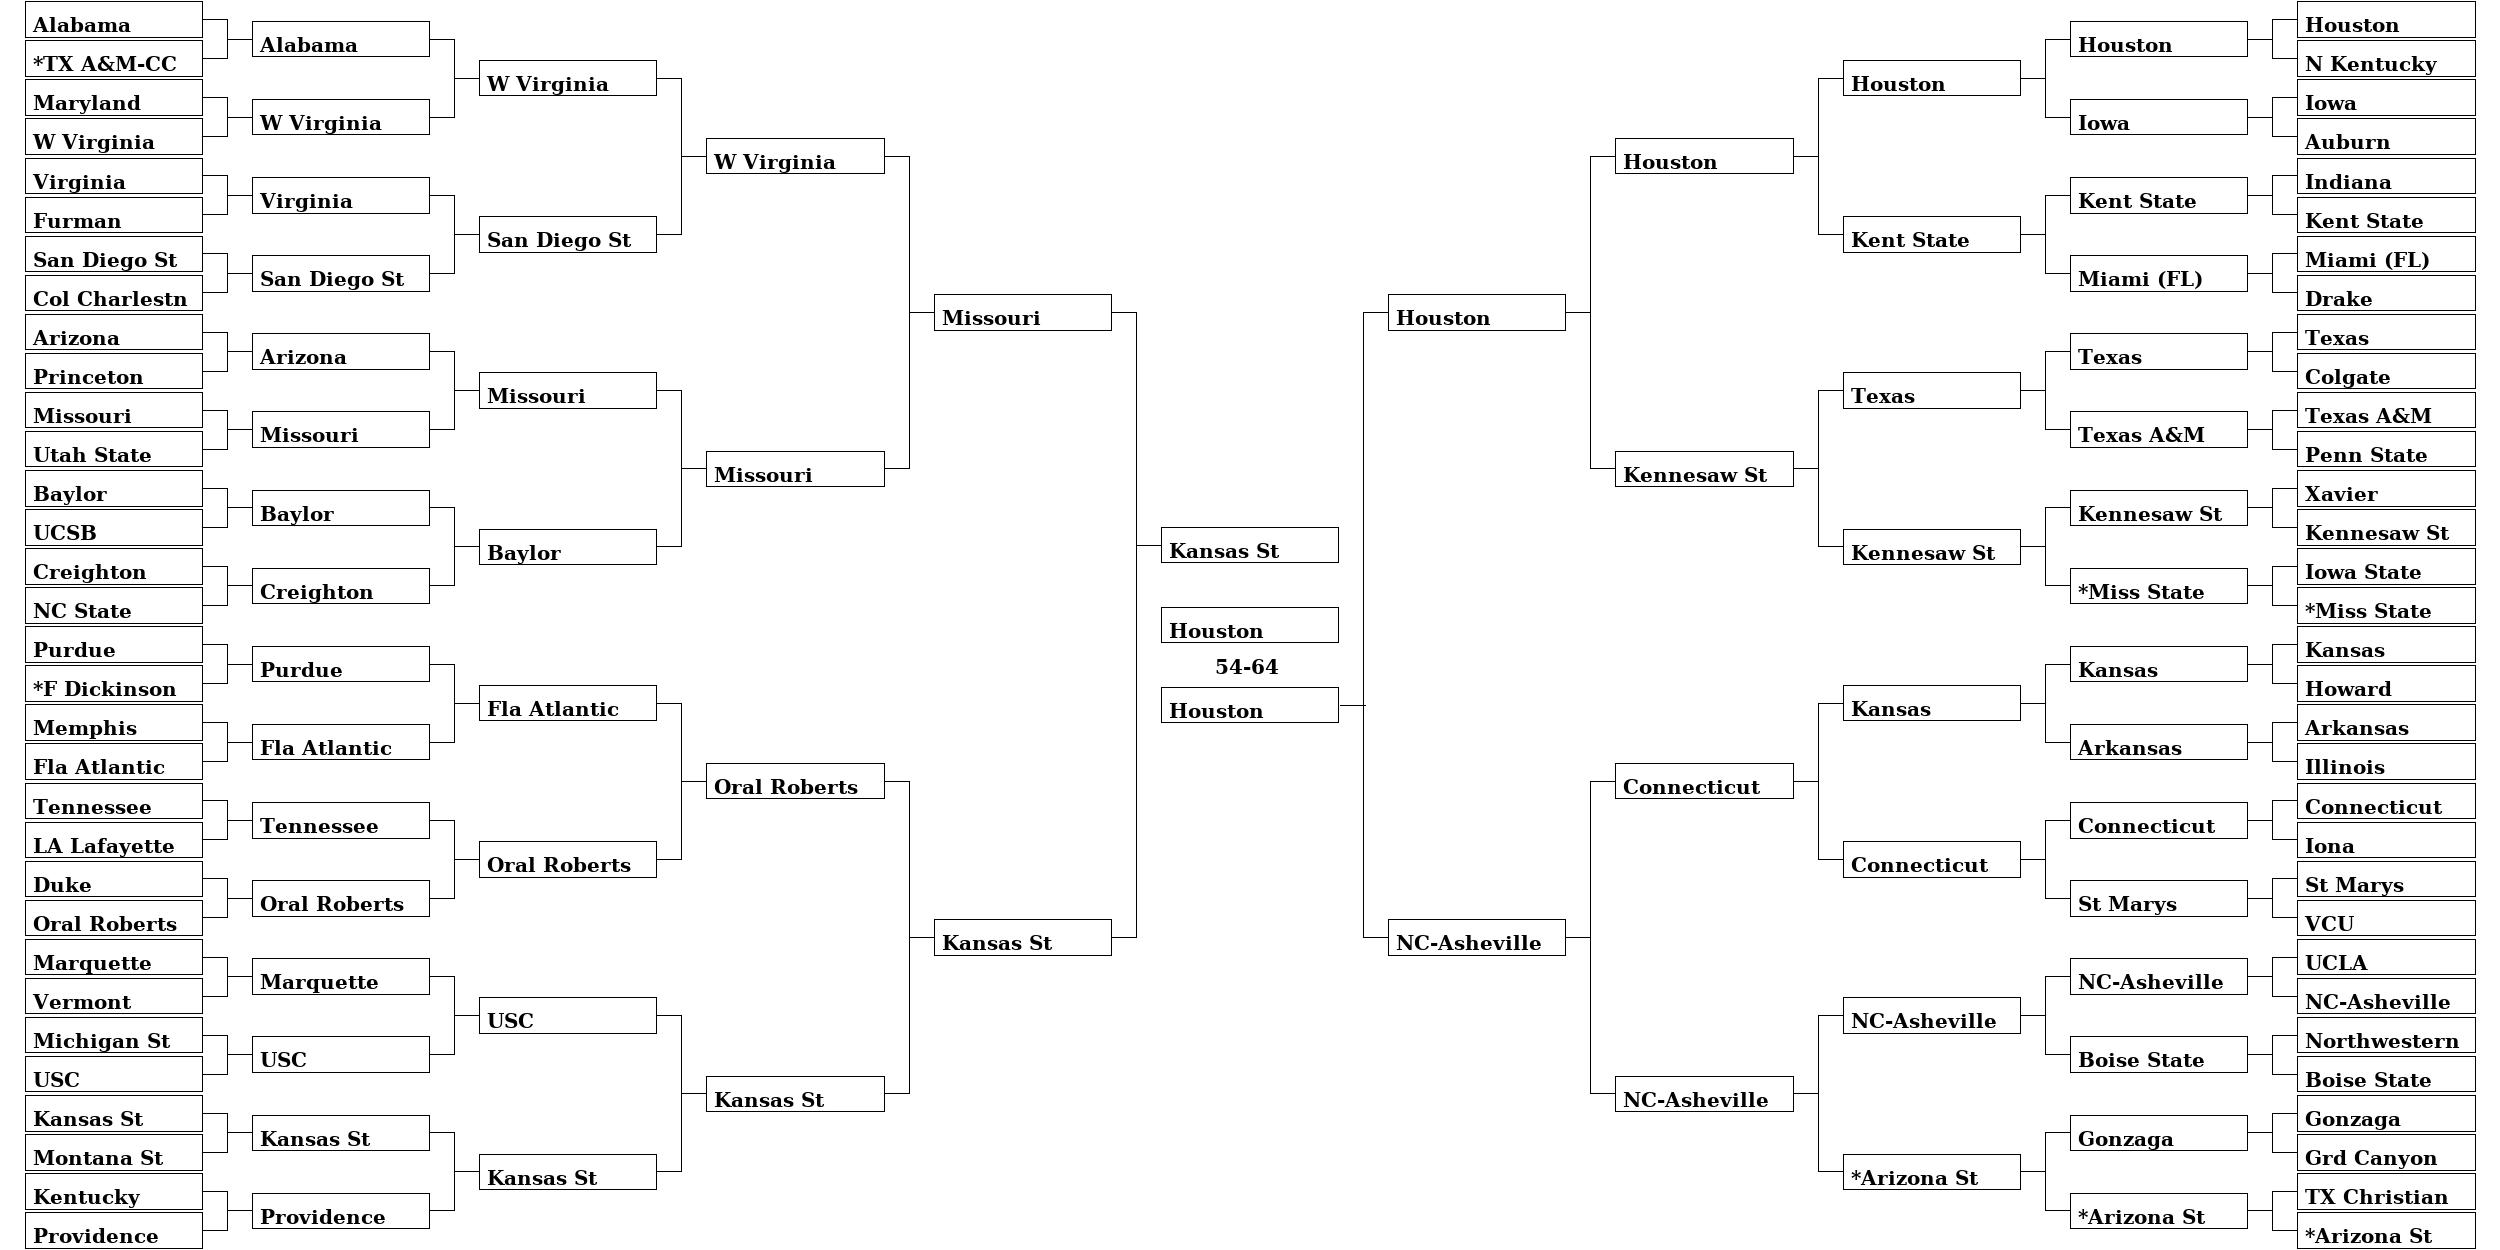 Alabama
*TX A&M-CC
Maryland
W Virginia
Virginia
Furman
San Diego St
Col Charlestn
Arizona
Princeton
Missouri
Utah State
Baylor
UCSB
Creighton
NC State
Purdue
*F Dickinson
Memphis
Fla Atlantic
Tennessee
LA Lafayette
Duke
Oral Roberts
Marquette
Vermont
Michigan St
USC
Kansas St
Montana St
Kentucky
Providence
Alabama
W Virginia
Virginia
San Diego St
Arizona
Missouri
Baylor
Creighton
Purdue
Fla Atlantic
Tennessee
Oral Roberts
Marquette
USC
Kansas St
Providence
W Virginia
San Diego St
Missouri
Baylor
Fla Atlantic
Oral Roberts
USC
Kansas St
W Virginia
Missouri
Oral Roberts
Kansas St
Missouri
Kansas St
Kansas St
Houston
54-64
Houston
Houston
NC-Asheville
Houston
Kennesaw St
Connecticut
NC-Asheville
Houston
Kent State
Texas
Kennesaw St
Kansas
Connecticut
NC-Asheville
*Arizona St
Houston
Iowa
Kent State
Miami (FL)
Texas
Texas A&M
Kennesaw St
*Miss State
Kansas
Arkansas
Connecticut
St Marys
NC-Asheville
Boise State
Gonzaga
*Arizona St
Houston
N Kentucky
Iowa
Auburn
Indiana
Kent State
Miami (FL)
Drake
Texas
Colgate
Texas A&M
Penn State
Xavier
Kennesaw St
Iowa State
*Miss State
Kansas
Howard
Arkansas
Illinois
Connecticut
Iona
St Marys
VCU
UCLA
NC-Asheville
Northwestern
Boise State
Gonzaga
Grd Canyon
TX Christian
*Arizona St